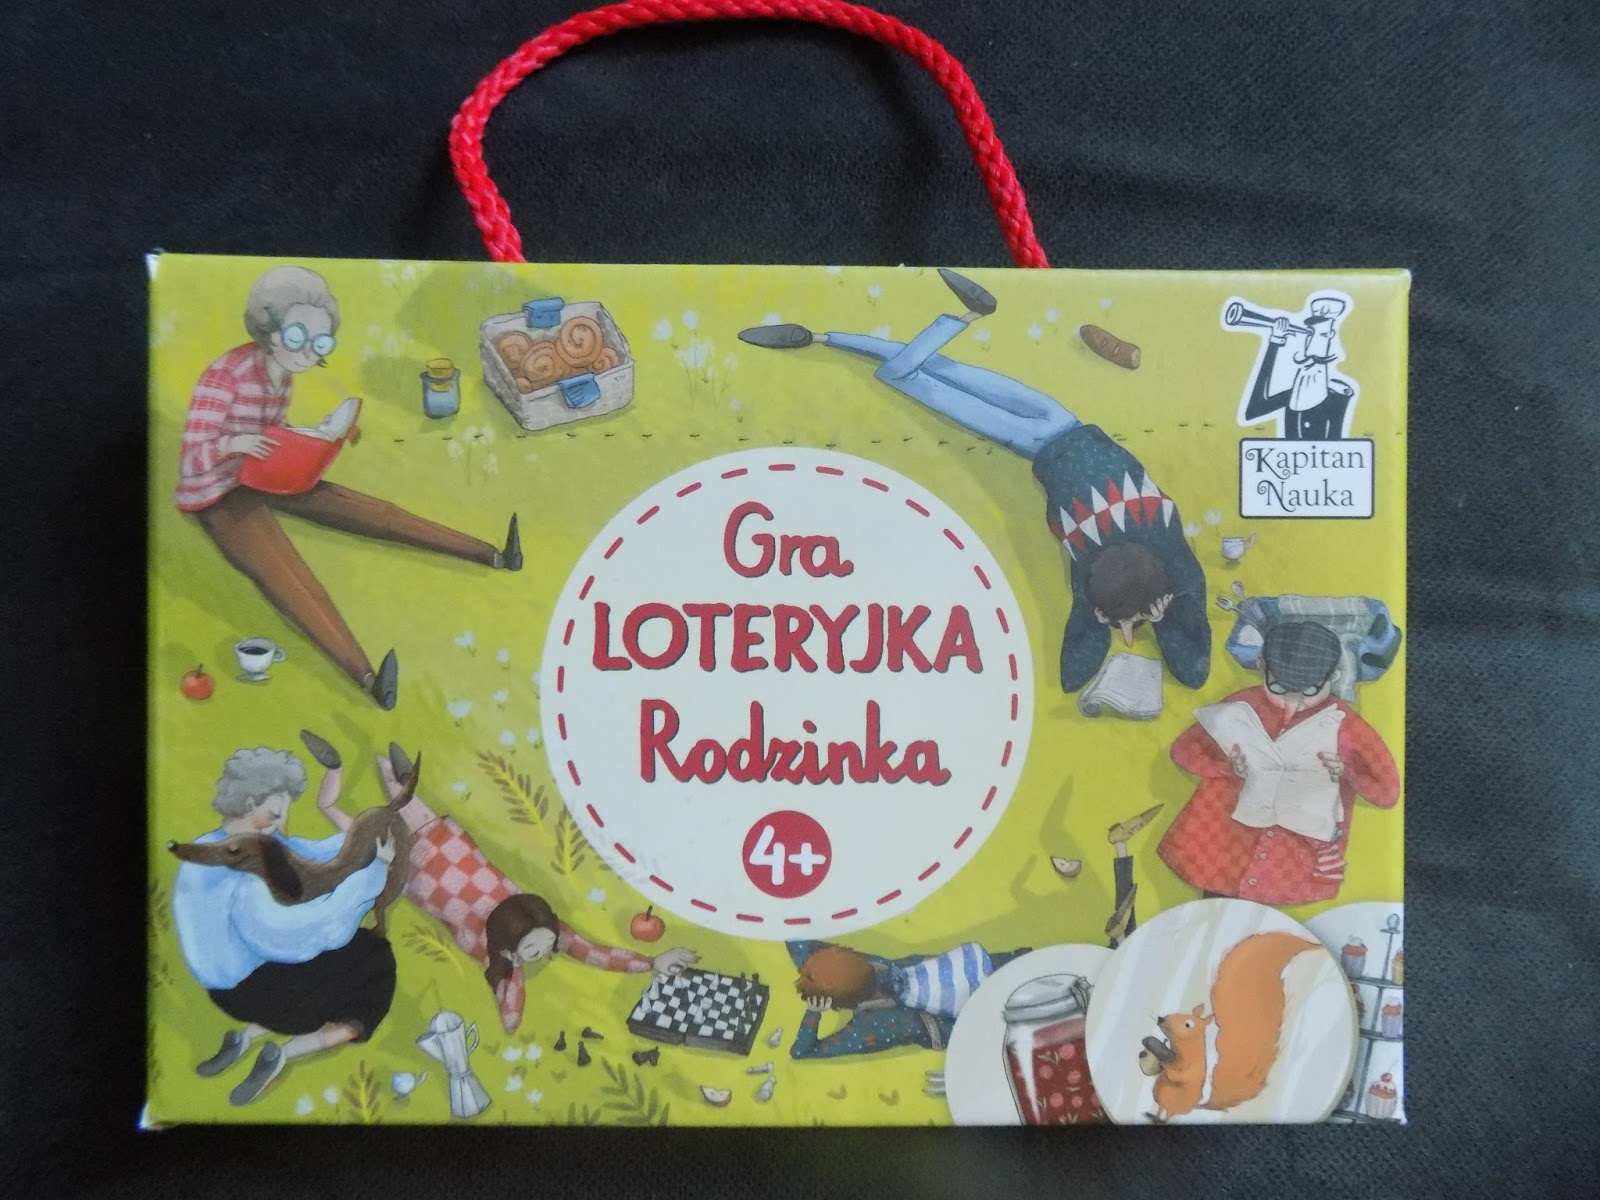 Kapitan
Nauka
Gra
LOTERYJKA
Rodzinka
4+